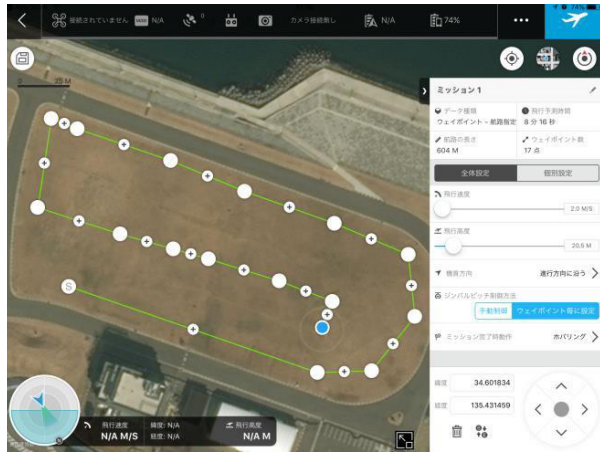 74%
接続されていません MODE N/A 0 カメラ接続無し N/A 74%
0 25 M
ミッション 1
データ種類
ウェイポイント - 航路指定
飛行予測時間
8 分 16 秒
航路の長さ
604 M
ウェイポイント数
17 点
全体設定 個別設定
飛行速度
2.0 M/S
飛行高度
20.5 M
機首方向 進行方向に沿う
ジンバルピッチ制御方法
手動制御 ウェイポイント毎に設定
ミッション完了時動作 ホバリング
緯度 34.601834
経度 135.431459
S
飛行速度
N/A M/S
緯度: N/A
経度: N/A
飛行高度
N/A M